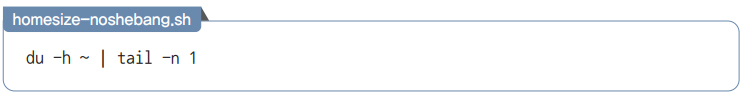 homesize-noshebang.sh
du -h ~ | tail -n 1